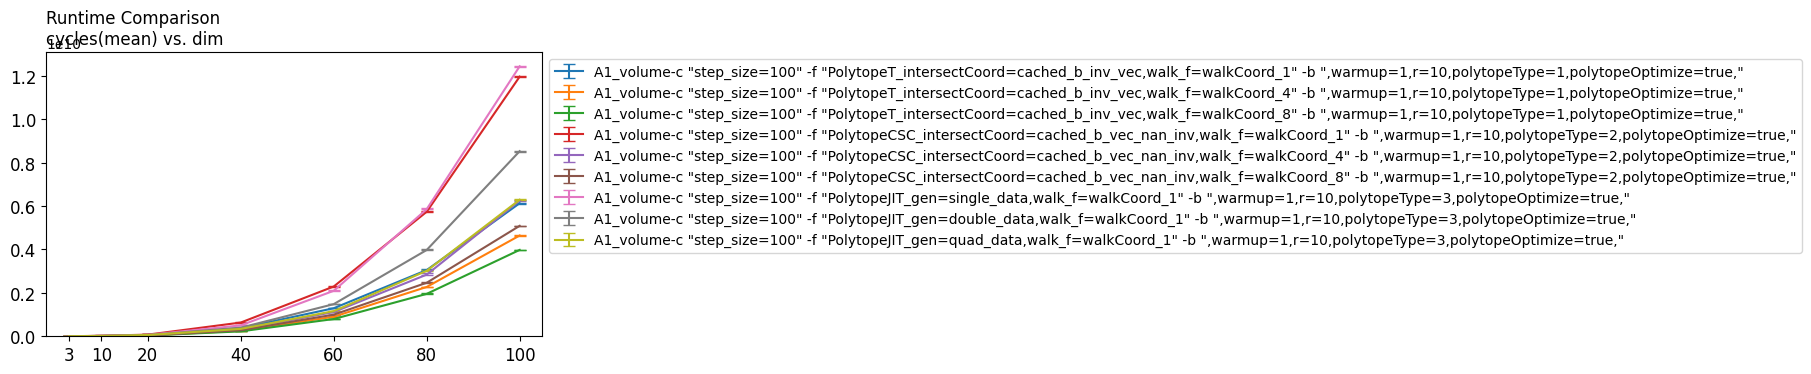 Runtime Comparison
cycles(mean) vs. dim
1e10
1.2
1.0
0.8
0.6
0.4
0.2
0.0
3 10 20 40 60 80 100
A1_volume-c "step_size=100" -f "PolytopeT_intersectCoord=cached_b_inv_vec,walk_f=walkCoord_1" -b ",warmup=1,r=10,polytopeType=1,polytopeOptimize=true,"
A1_volume-c "step_size=100" -f "PolytopeT_intersectCoord=cached_b_inv_vec,walk_f=walkCoord_4" -b ",warmup=1,r=10,polytopeType=1,polytopeOptimize=true,"
A1_volume-c "step_size=100" -f "PolytopeT_intersectCoord=cached_b_inv_vec,walk_f=walkCoord_8" -b ",warmup=1,r=10,polytopeType=1,polytopeOptimize=true,"
A1_volume-c "step_size=100" -f "PolytopeCSC_intersectCoord=cached_b_vec_nan_inv,walk_f=walkCoord_1" -b ",warmup=1,r=10,polytopeType=2,polytopeOptimize=true,"
A1_volume-c "step_size=100" -f "PolytopeCSC_intersectCoord=cached_b_vec_nan_inv,walk_f=walkCoord_4" -b ",warmup=1,r=10,polytopeType=2,polytopeOptimize=true,"
A1_volume-c "step_size=100" -f "PolytopeCSC_intersectCoord=cached_b_vec_nan_inv,walk_f=walkCoord_8" -b ",warmup=1,r=10,polytopeType=2,polytopeOptimize=true,"
A1_volume-c "step_size=100" -f "PolytopeJIT_gen=single_data,walk_f=walkCoord_1" -b ",warmup=1,r=10,polytopeType=3,polytopeOptimize=true,"
A1_volume-c "step_size=100" -f "PolytopeJIT_gen=double_data,walk_f=walkCoord_1" -b ",warmup=1,r=10,polytopeType=3,polytopeOptimize=true,"
A1_volume-c "step_size=100" -f "PolytopeJIT_gen=quad_data,walk_f=walkCoord_1" -b ",warmup=1,r=10,polytopeType=3,polytopeOptimize=true,"